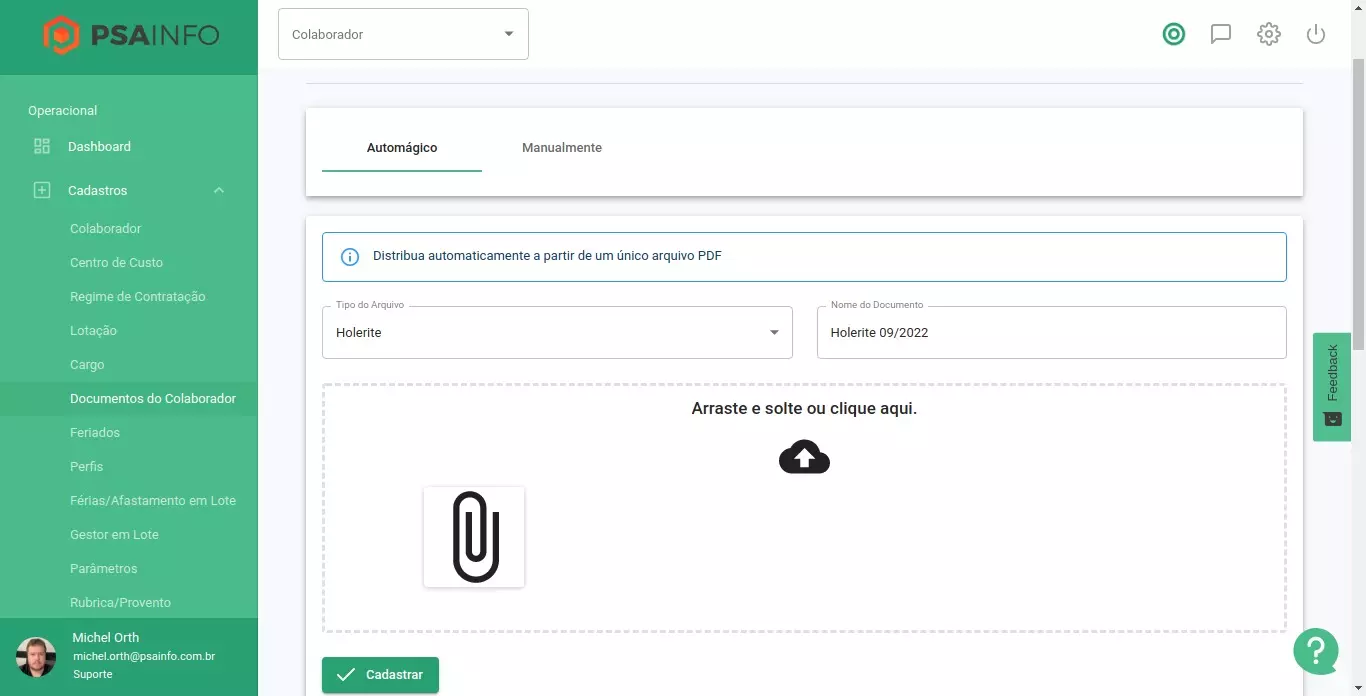 PSAINFO
Colaborador
Operacional
Dashboard
Cadastros
Colaborador
Centro de Custo
Regime de Contratação
Lotação
Cargo
Documentos do Colaborador
Feriados
Perfis
Férias/Afastamento em Lote
Gestor em Lote
Parâmetros
Rubrica/Provento
Michel Orth
michel.orth@psainfo.com.br
Suporte
Automágico
Manualmente
Distribua automaticamente a partir de um único arquivo PDF
Tipo do Arquivo
Holerite
Nome do Documento
Holerite 09/2022
Arraste e solte ou clique aqui.
Cadastrar
Feedback
?